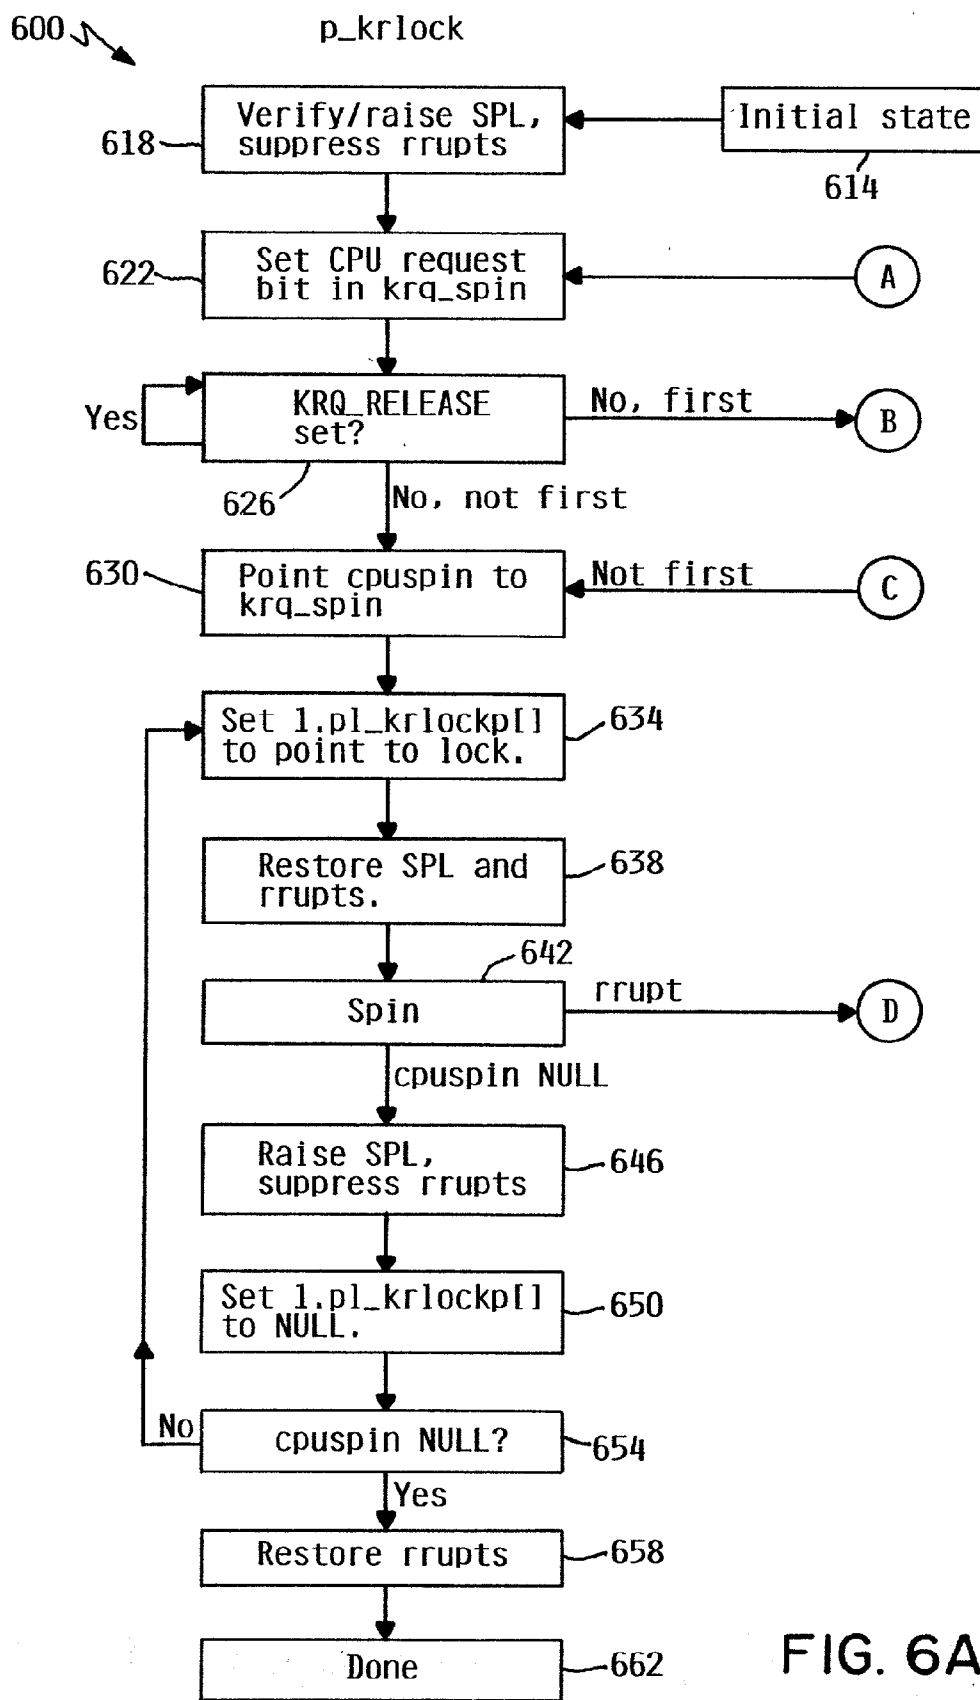 600
p_krlock
Verify/raise SPL,
suppress rrupts
618
Initial state
614
Set CPU request
bit in krq_spin
622
A
KRQ_RELEASE
set?
Yes
626
No, first
B
No, not first
630
Point cpuspin to
krq_spin
Not first
C
Set l.pl_krlockp[]
to point to lock.
634
Restore SPL and
rrupts.
638
642
Spin
rrupt
D
cpuspin NULL
Raise SPL,
suppress rrupts
646
Set l.pl_krlockp[]
to NULL.
650
No
cpuspin NULL?
654
Yes
Restore rrupts
658
Done
662
FIG. 6A